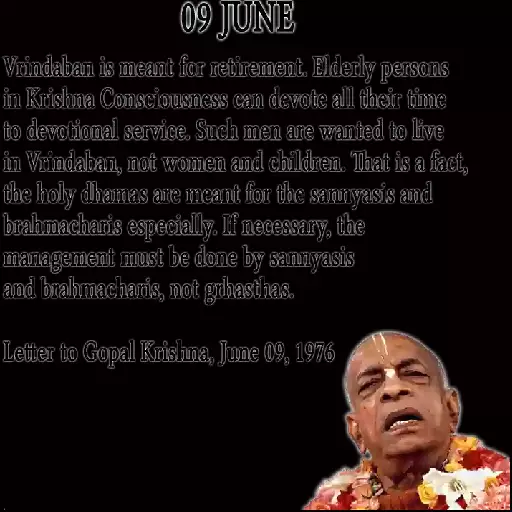 09 JUNE
Vrindaban is meant for retirement. Elderly persons
in Krishna Consciousness can devote all their time
to devotional service. Such men are wanted to live
in Vrindaban, not women and children. That is a fact,
the holy dhamas are meant for the sannyasis and
brahmacharis especially. If necessary, the
management must be done by sannyasis
and brahmacharis, not grhasthas.
Letter to Gopal Krishna, June 09, 1976